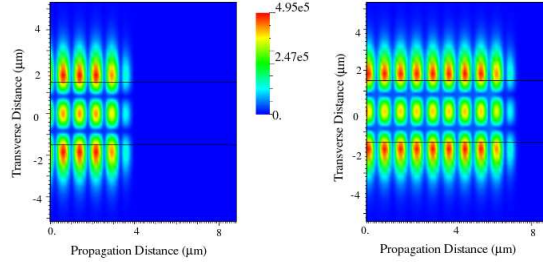 4
2
0
-2
-4
Transverse Distance (μm)
0.
4
8
Propagation Distance (μm)
4.95e5
2.47e5
0.
4
2
0
-2
-4
Transverse Distance (μm)
0.
4
8
Propagation Distance (μm)